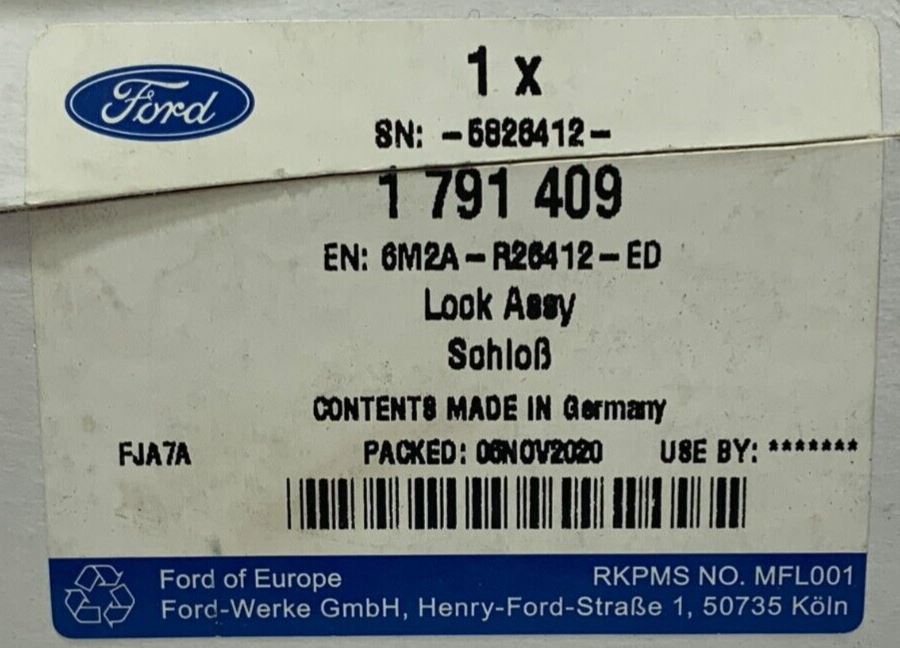 Ford
1 x
SN: -5826412-
1 791 409
EN: 6M2A-R26412-ED
Lock Assy
Schloß
CONTENTS MADE IN Germany
FJA7A PACKED: 06NOV2020 USE BY: *******
Ford of Europe RKPMS NO. MFL001
Ford-Werke GmbH, Henry-Ford-Straße 1, 50735 Köln